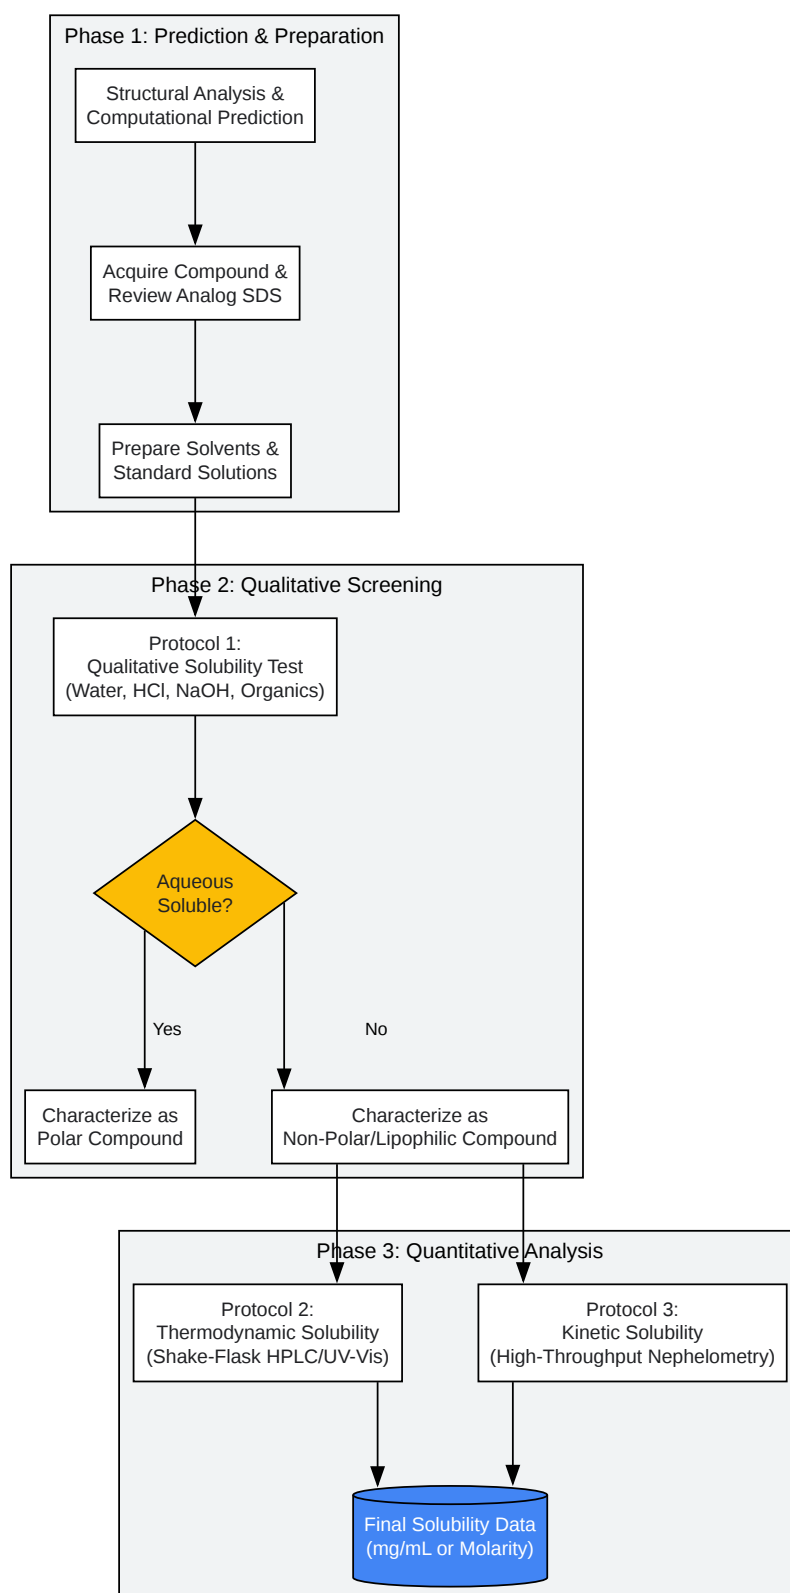 Phase 1: Prediction & Preparation
Structural Analysis &
Computational Prediction
Acquire Compound &
Review Analog SDS
Prepare Solvents &
Standard Solutions
Phase 2: Qualitative Screening
Protocol 1:
Qualitative Solubility Test
(Water, HCl, NaOH, Organics)
Aqueous
Soluble?
Yes
No
Characterize as
Polar Compound
Characterize as
Non-Polar/Lipophilic Compound
Phase 3: Quantitative Analysis
Protocol 2:
Thermodynamic Solubility
(Shake-Flask HPLC/UV-Vis)
Protocol 3:
Kinetic Solubility
(High-Throughput Nephelometry)
Final Solubility Data
(mg/mL or Molarity)